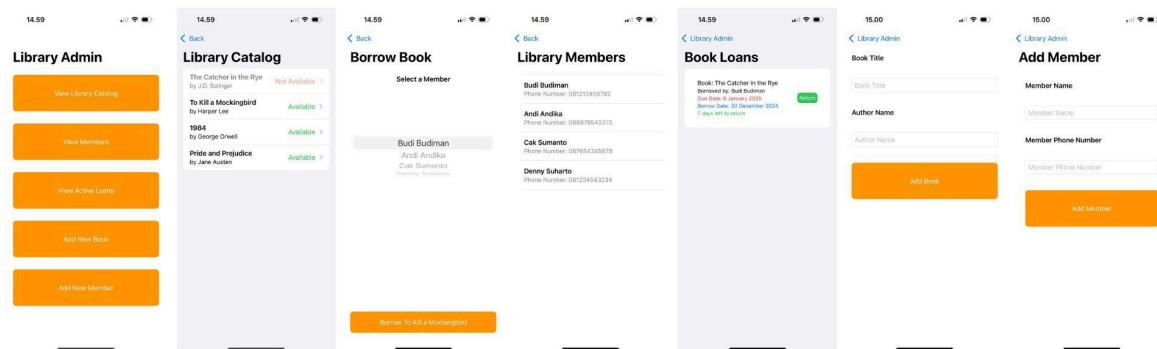 14.59
Library Admin
View Library Catalog
View Members
View Active Loans
Add New Book
Add New Member
14.59
Back
Library Catalog
The Catcher in the Rye
by J.D. Salinger
Not Available
To Kill a Mockingbird
by Harper Lee
Available
1984
by George Orwell
Available
Pride and Prejudice
by Jane Austen
Available
14.59
Back
Borrow Book
Select a Member
Budi Budiman
Andi Andika
Cak Sumanto
Denny Suharto
Borrow To Kill a Mockingbird
14.59
Back
Library Members
Budi Budiman
Phone Number: 081213455782
Andi Andika
Phone Number: 089876543213
Cak Sumanto
Phone Number: 087654345678
Denny Suharto
Phone Number: 081234543234
14.59
Library Admin
Book Loans
Book: The Catcher in the Rye
Borrowed by: Budi Budiman
Due Date: 6 January 2025
Borrow Date: 30 December 2024
7 days left to return
Return
15.00
Library Admin
Book Title
Book Title
Author Name
Author Name
Add Book
15.00
Library Admin
Add Member
Member Name
Member Name
Member Phone Number
Member Phone Number
Add Member